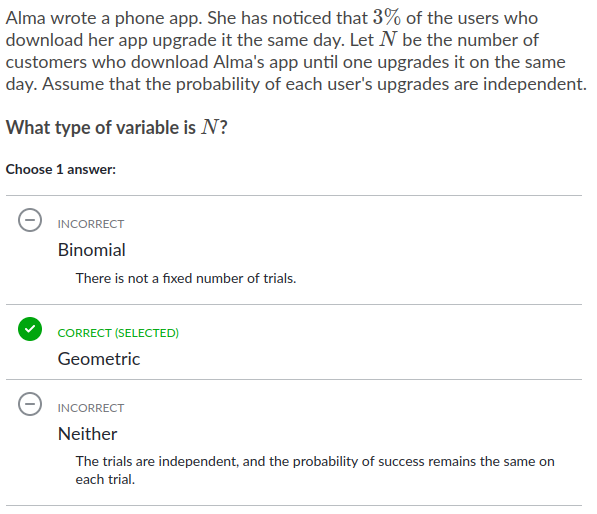 Alma wrote a phone app. She has noticed that 3% of the users who
download her app upgrade it the same day. Let N be the number of
customers who download Alma's app until one upgrades it on the same
day. Assume that the probability of each user's upgrades are independent.
What type of variable is N?
Choose 1 answer:
INCORRECT
Binomial
There is not a fixed number of trials.
CORRECT (SELECTED)
Geometric
INCORRECT
Neither
The trials are independent, and the probability of success remains the same on
each trial.